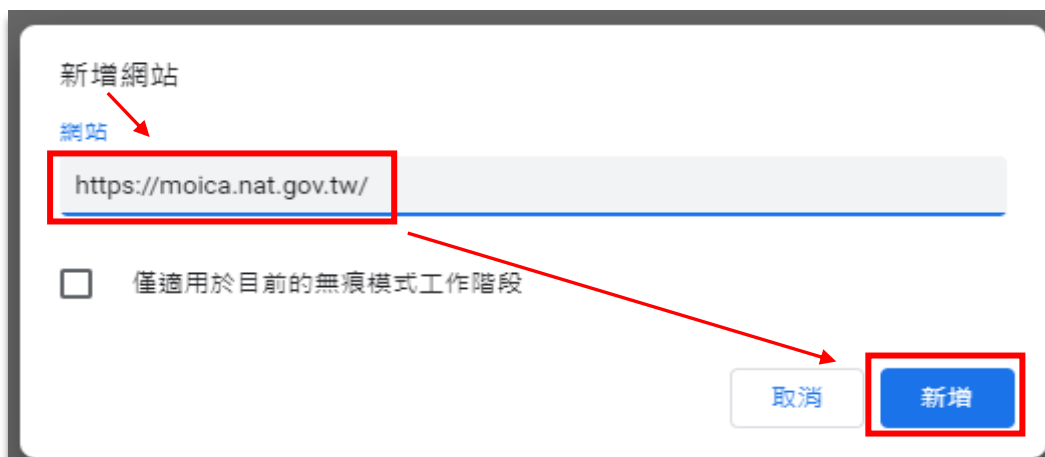 新增網站
網站
https://moica.nat.gov.tw/
僅適用於目前的無痕模式工作階段
取消
新增